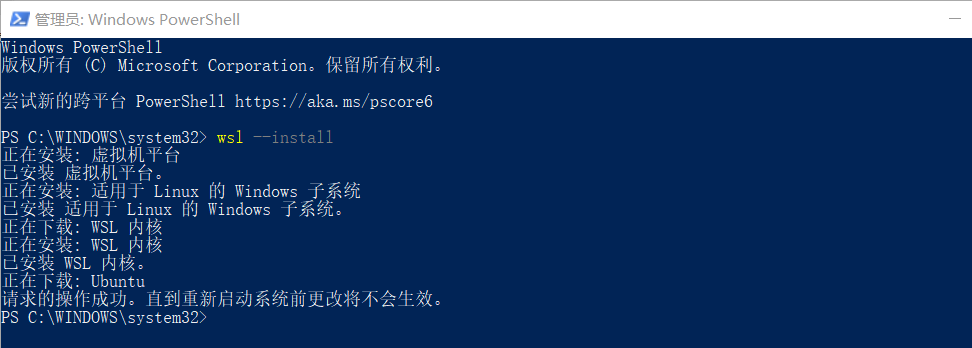 管理员: Windows PowerShell
Windows PowerShell
版权所有 (C) Microsoft Corporation。保留所有权利。
尝试新的跨平台 PowerShell https://aka.ms/pscore6
PS C:\WINDOWS\system32> wsl --install
正在安装: 虚拟机平台
已安装 虚拟机平台。
正在安装: 适用于 Linux 的 Windows 子系统
已安装 适用于 Linux 的 Windows 子系统。
正在下载: WSL 内核
正在安装: WSL 内核
已安装 WSL 内核。
正在下载: Ubuntu
请求的操作成功。直到重新启动系统前更改将不会生效。
PS C:\WINDOWS\system32>